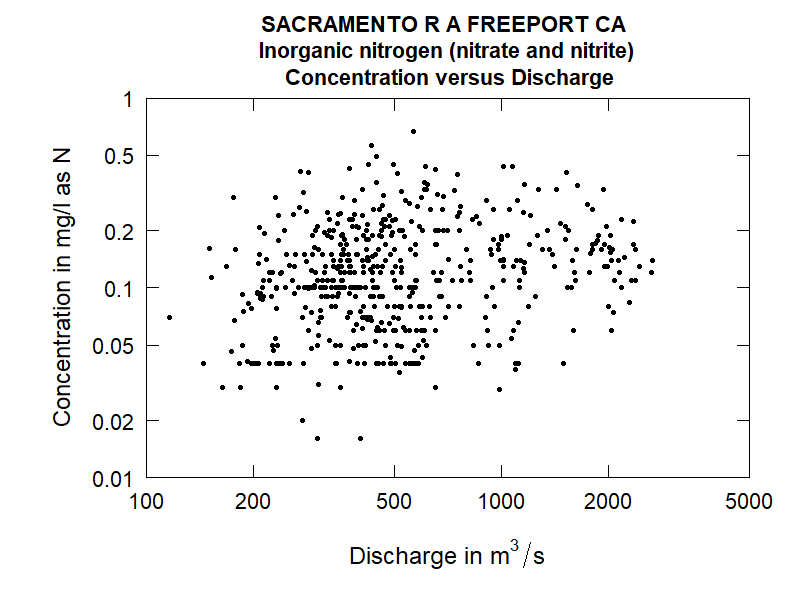 SACRAMENTO R A FREEPORT CA
Inorganic nitrogen (nitrate and nitrite)
Concentration versus Discharge
Concentration in mg/l as N
1
0.5
0.2
0.1
0.05
0.02
0.01
100 200 500 1000 2000 5000
Discharge in m³/s